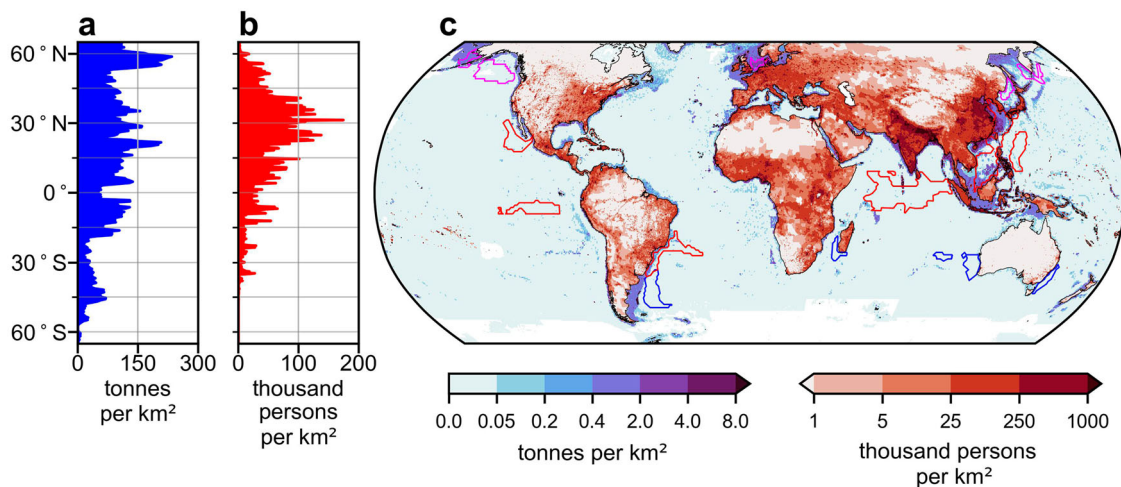 a
60°N
30°N
0°
30°S
60°S
0 150 300
tonnes
per km²
b
0 100 200
thousand
persons
per km²
c
0.0 0.05 0.2 0.4 2.0 4.0 8.0
tonnes per km²
1 5 25 250 1000
thousand persons
per km²